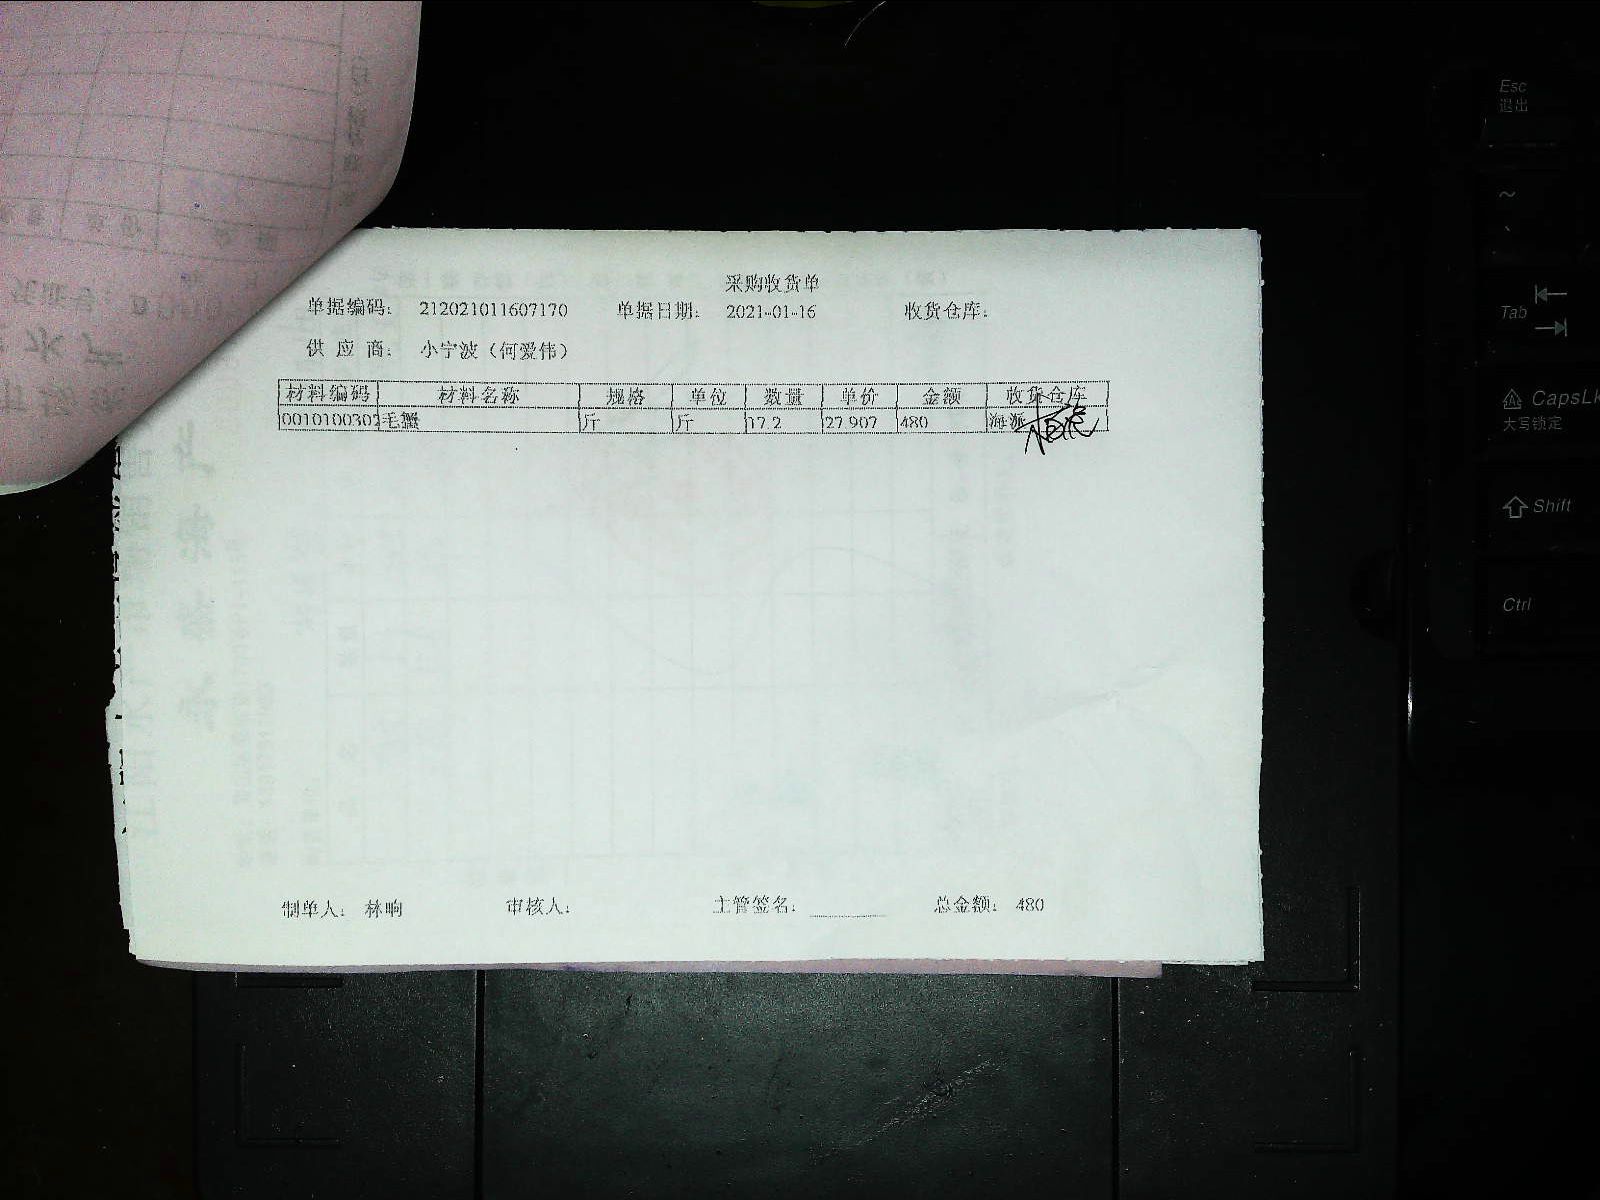 采购收货单
单据编码: 212021011607170 单据日期: 2021-01-16 收货仓库:
供应商: 小宁波（何爱伟）
材料编码 材料名称 规格 单位 数量 单价 金额 收货仓库
0010100302 毛蟹 斤 斤 17.2 27.907 480 海派
制单人: 林晌 审核人: 主管签名: 总金额: 480
Esc
退出
~
Tab
CapsLk
大写锁定
Shift
Ctrl